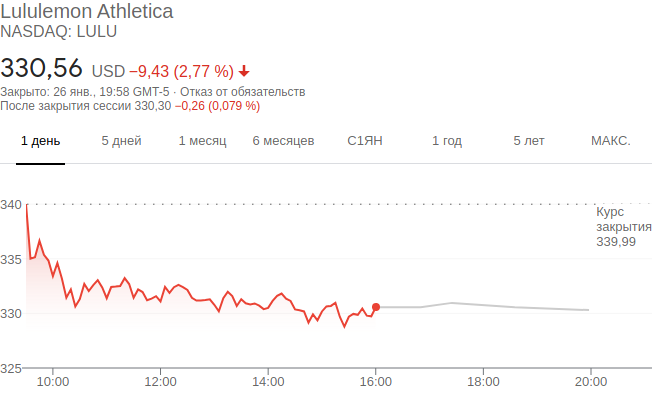 Lululemon Athletica
NASDAQ: LULU
330,56 USD −9,43 (2,77 %)
Закрыто: 26 янв., 19:58 GMT-5 · Отказ от обязательств
После закрытия сессии 330,30 −0,26 (0,079 %)
1 день 5 дней 1 месяц 6 месяцев С1ЯН 1 год 5 лет МАКС.
340
Курс
закрытия
339,99
335
330
325
10:00 12:00 14:00 16:00 18:00 20:00